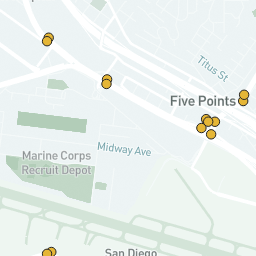 Titus St
Five Points
Midway Ave
Marine Corps
Recruit Depot
San Diego